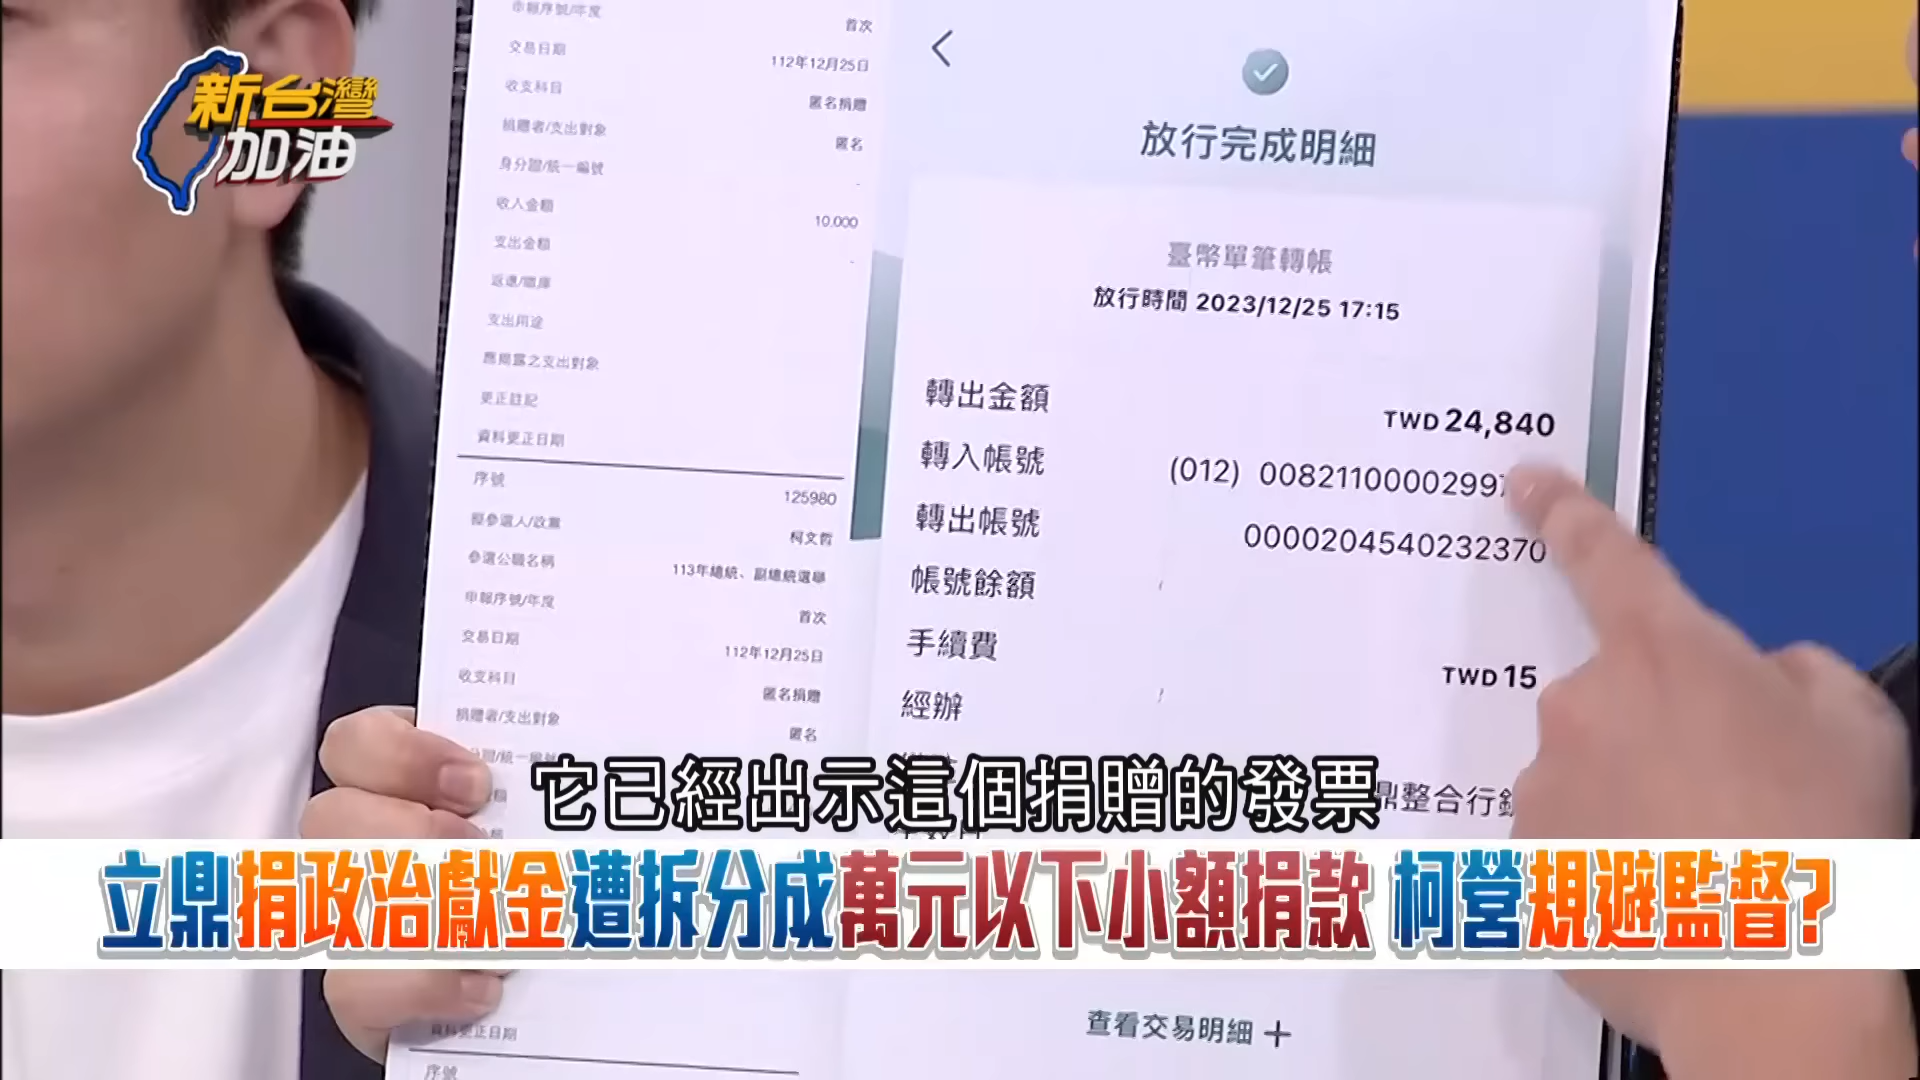 新台灣
加油
申報序號/年度
首次
交易日期
112年12月25日
收支科目
匿名捐贈
捐贈者/支出對象
匿名
身分證/統一編號
-
收入金額
10,000
支出金額
-
返還/繳庫
支出用途
應揭露之支出對象
更正註記
資料更正日期
序號
125980
擬參選人/政黨
柯文哲
參選公職名稱
113年總統、副總統選舉
申報序號/年度
首次
交易日期
112年12月25日
收支科目
匿名捐贈
捐贈者/支出對象
匿名
資料更正日期
序號
放行完成明細
臺幣單筆轉帳
放行時間 2023/12/25 17:15
轉出金額
TWD 24,840
轉入帳號
(012) 008211000029
轉出帳號
0000204540232370
帳號餘額
手續費
TWD 15
經辦
鼎整合行銷
查看交易明細 +
它已經出示這個捐贈的發票
立鼎捐政治獻金遭拆分成萬元以下小額捐款 柯營規避監督?